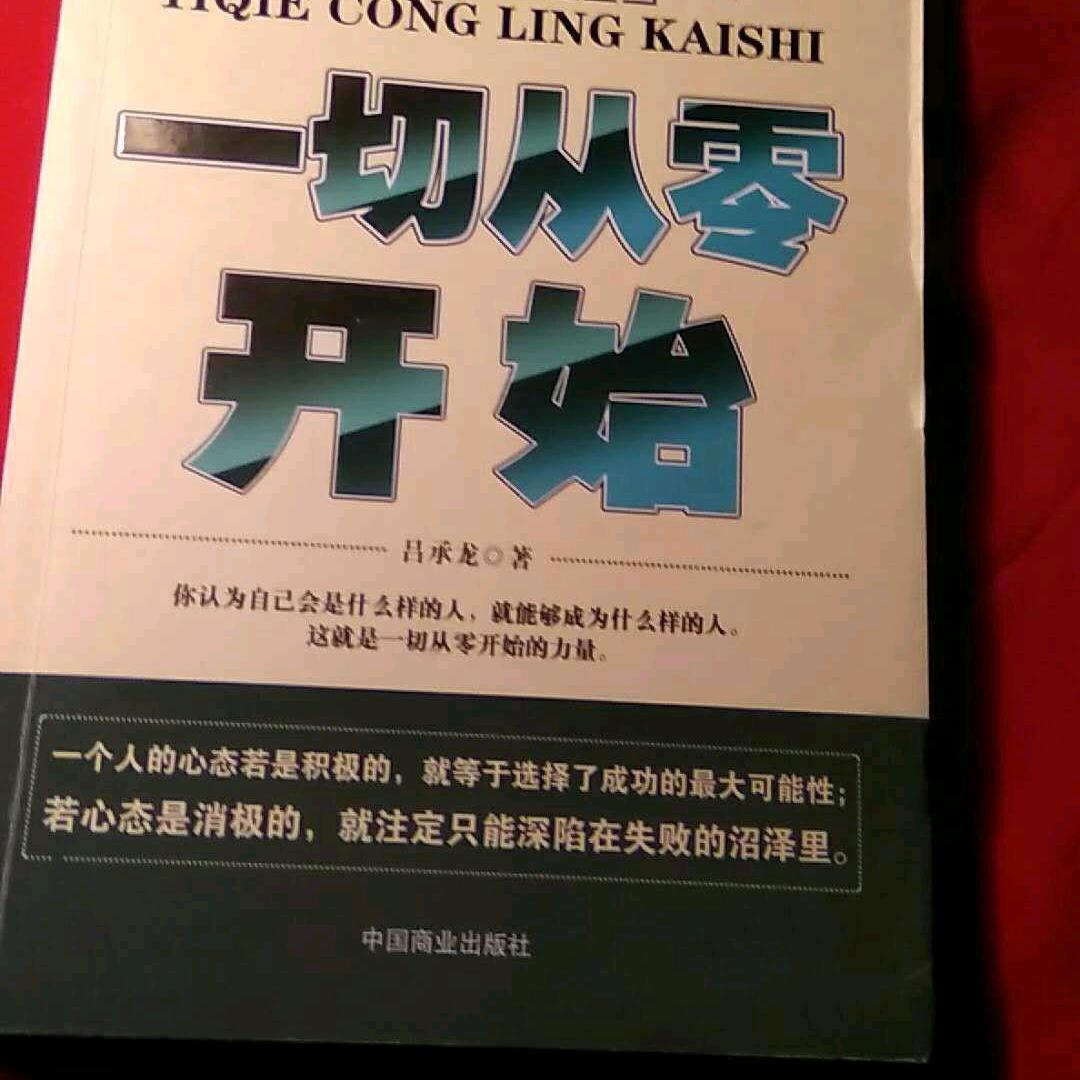 YIQIE CONG LING KAISHI
一切从零
开始
吕承龙◎著
你认为自己会是什么样的人，就能够成为什么样的人。
这就是一切从零开始的力量。
一个人的心态若是积极的，就等于选择了成功的最大可能性；
若心态是消极的，就注定只能深陷在失败的沼泽里。
中国商业出版社